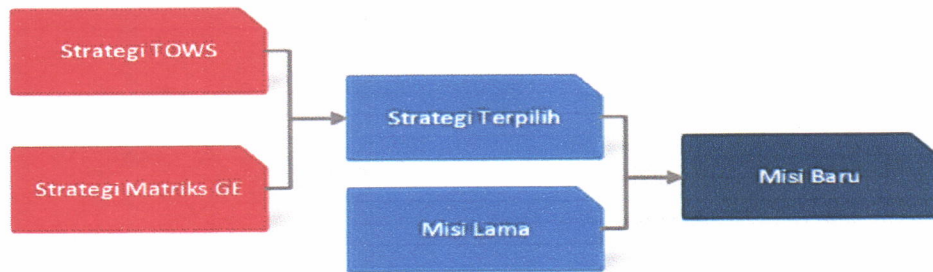 Strategi TOWS
Strategi Matriks GE
Strategi Terpilih
Misi Lama
Misi Baru